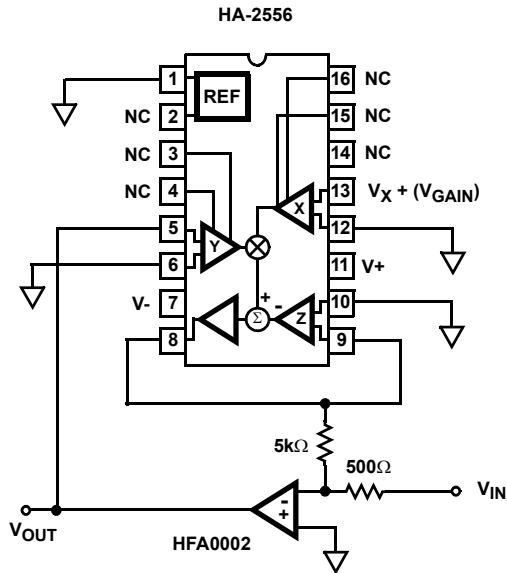 HA-2556
1
REF
16
NC
NC
2
15
NC
NC
3
14
NC
NC
4
X
13
VX + (VGAIN)
5
Y
12
6
11
V+
V-
7
+
-
10
Σ
Z
8
9
5kΩ
500Ω
VIN
-
+
VOUT
HFA0002